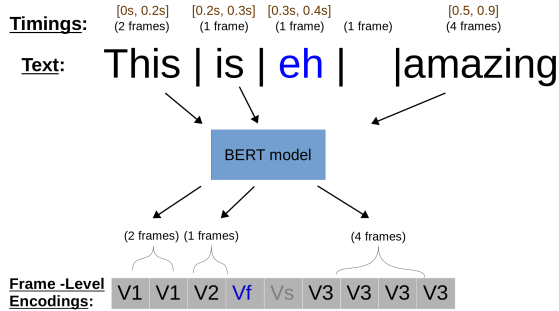 [0s, 0.2s] [0.2s, 0.3s] [0.3s, 0.4s] [0.5, 0.9]
Timings: (2 frames) (1 frame) (1 frame) (1 frame) (4 frames)
Text: This | is | eh | |amazing
BERT model
(2 frames) (1 frames) (4 frames)
Frame -Level
Encodings: V1 V1 V2 Vf Vs V3 V3 V3 V3